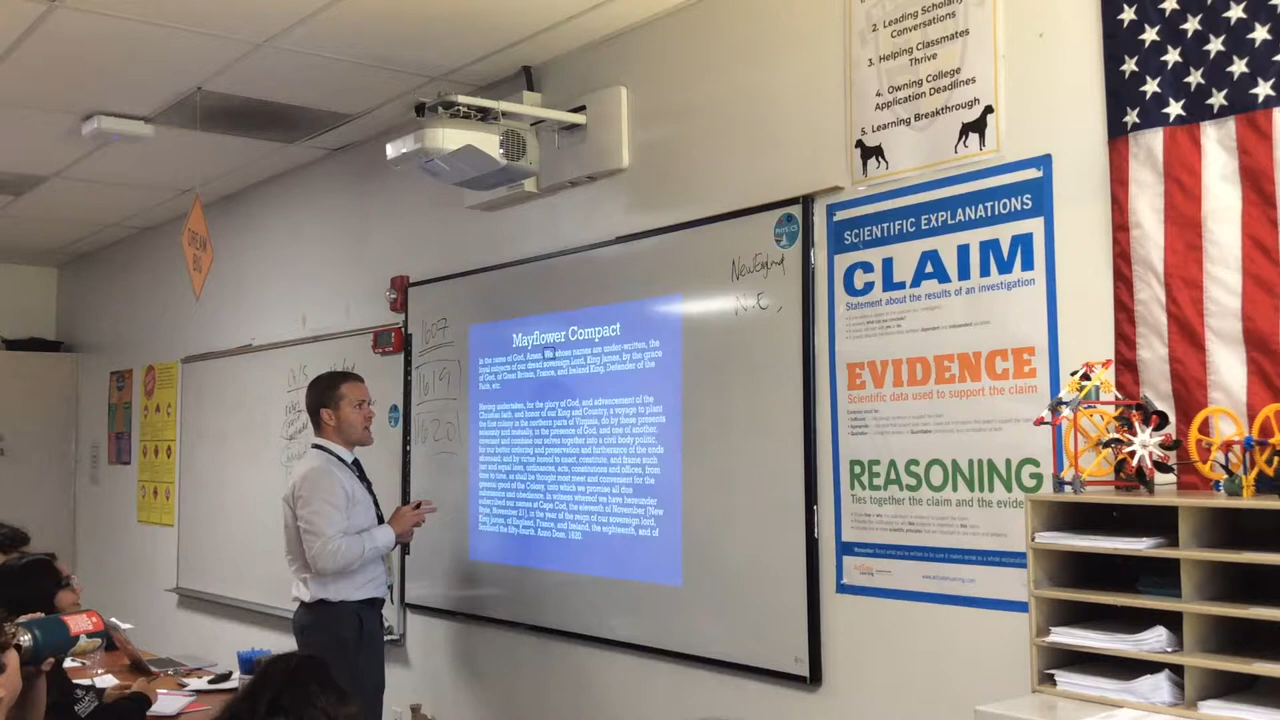 2. Leading Scholarly
Conversations
3. Helping Classmates
Thrive
4. Owning College
Application Deadlines
5. Learning Breakthrough
DREAM
BIG
PHYSICS
New England
N.E,
1607
1619
1620
Mayflower Compact
In the name of God, Amen. We whose names are under-written, the
loyal subjects of our dread sovereign Lord, King James, by the grace
of God, of Great Britain, France, and Ireland King, Defender of the
Faith, etc.
Having undertaken, for the glory of God, and advancement of the
Christian faith, and honor of our King and Country, a voyage to plant
the first colony in the northern parts of Virginia, do by these presents
solemnly and mutually, in the presence of God, and one of another,
covenant and combine our selves together into a civil body politic,
for our better ordering and preservation and furtherance of the ends
aforesaid; and by virtue hereof to enact, constitute, and frame such
just and equal laws, ordinances, acts, constitutions and offices, from
time to time, as shall be thought most meet and convenient for the
general good of the Colony, unto which we promise all due
submission and obedience. In witness whereof we have hereunder
subscribed our names at Cape Cod, the eleventh of November [New
Style, November 21], in the year of the reign of our sovereign lord,
King James, of England, France, and Ireland, the eighteenth, and of
Scotland the fifty-fourth. Anno Dom. 1620.
SCIENTIFIC EXPLANATIONS
CLAIM
Statement about the results of an investigation
EVIDENCE
Scientific data used to support the claim
REASONING
Ties together the claim and the evide